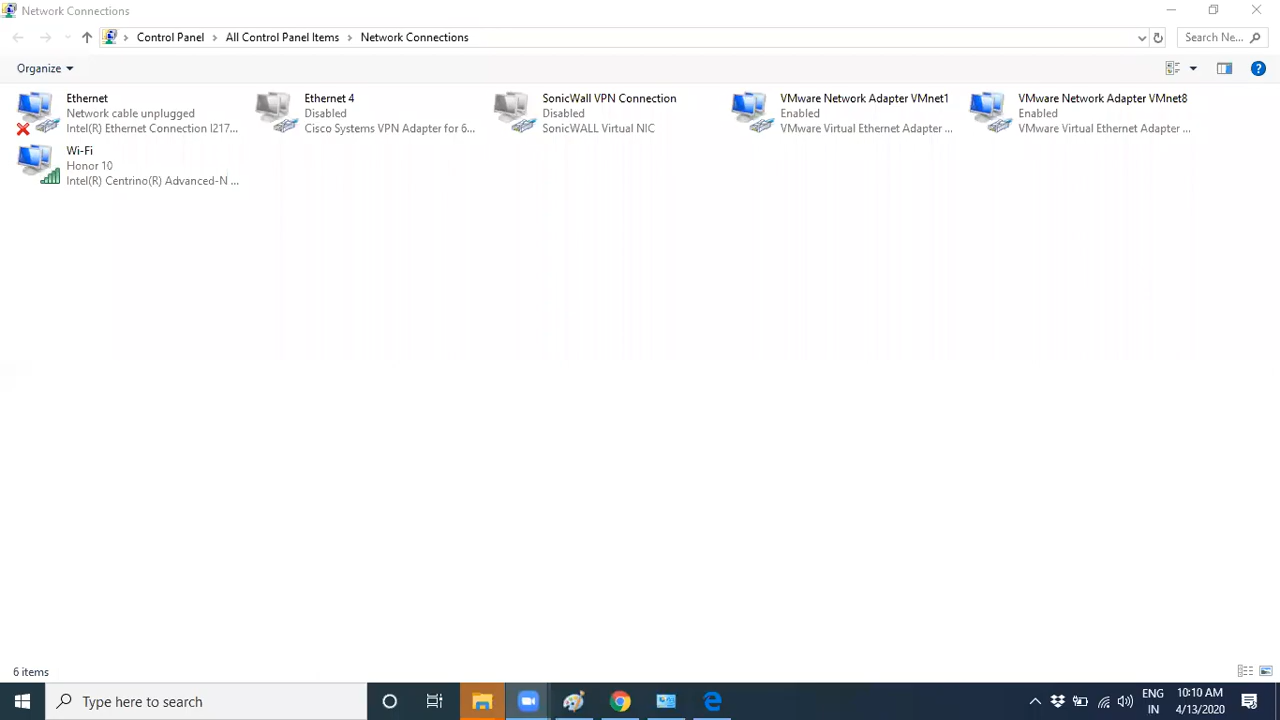 Network Connections
Control Panel
All Control Panel Items
Network Connections
Search Ne...
Organize
Ethernet
Network cable unplugged
Intel(R) Ethernet Connection I217...
Ethernet 4
Disabled
Cisco Systems VPN Adapter for 6...
SonicWall VPN Connection
Disabled
SonicWALL Virtual NIC
VMware Network Adapter VMnet1
Enabled
VMware Virtual Ethernet Adapter ...
VMware Network Adapter VMnet8
Enabled
VMware Virtual Ethernet Adapter ...
Wi-Fi
Honor 10
Intel(R) Centrino(R) Advanced-N ...
6 items
Type here to search
ENG
IN
10:10 AM
4/13/2020